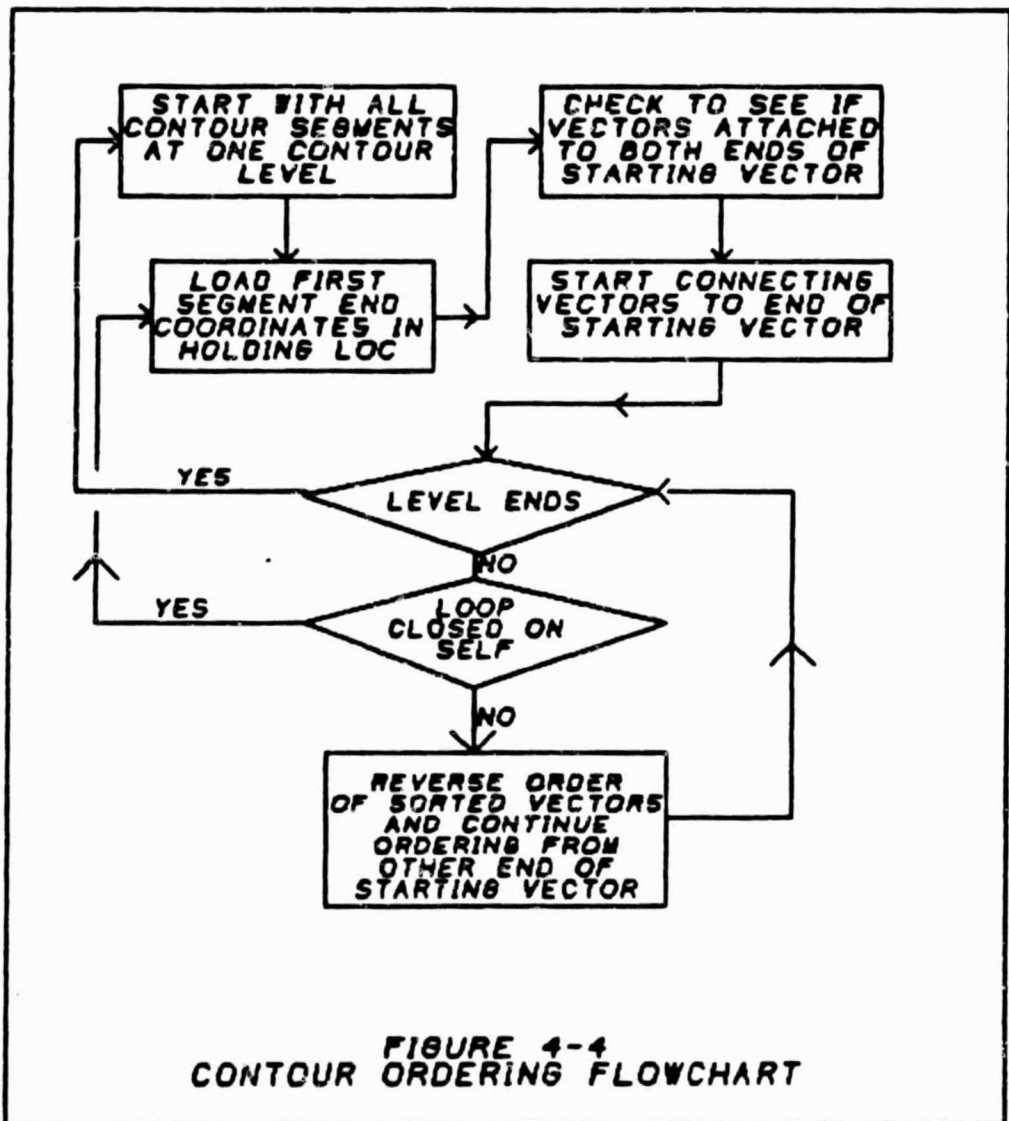 START WITH ALL
CONTOUR SEGMENTS
AT ONE CONTOUR
LEVEL
CHECK TO SEE IF
VECTORS ATTACHED
TO BOTH ENDS OF
STARTING VECTOR
LOAD FIRST
SEGMENT END
COORDINATES IN
HOLDING LOC
START CONNECTING
VECTORS TO END OF
STARTING VECTOR
YES
LEVEL ENDS
NO
YES
LOOP
CLOSED ON
SELF
NO
REVERSE ORDER
OF SORTED VECTORS
AND CONTINUE
ORDERING FROM
OTHER END OF
STARTING VECTOR
FIGURE 4-4
CONTOUR ORDERING FLOWCHART